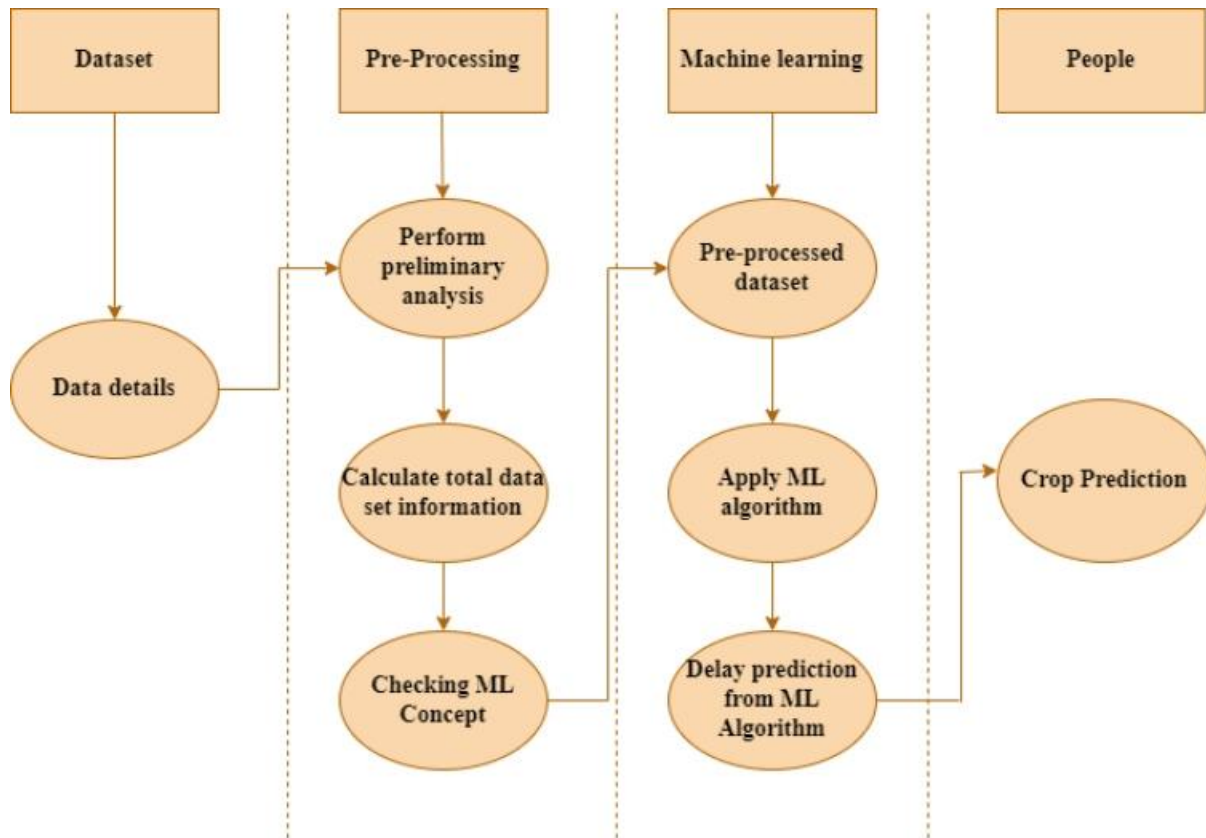 Dataset
Pre-Processing
Machine learning
People
Perform
preliminary
analysis
Pre-processed
dataset
Data details
Calculate total data
set information
Apply ML
algorithm
Crop Prediction
Checking ML
Concept
Delay prediction
from ML
Algorithm